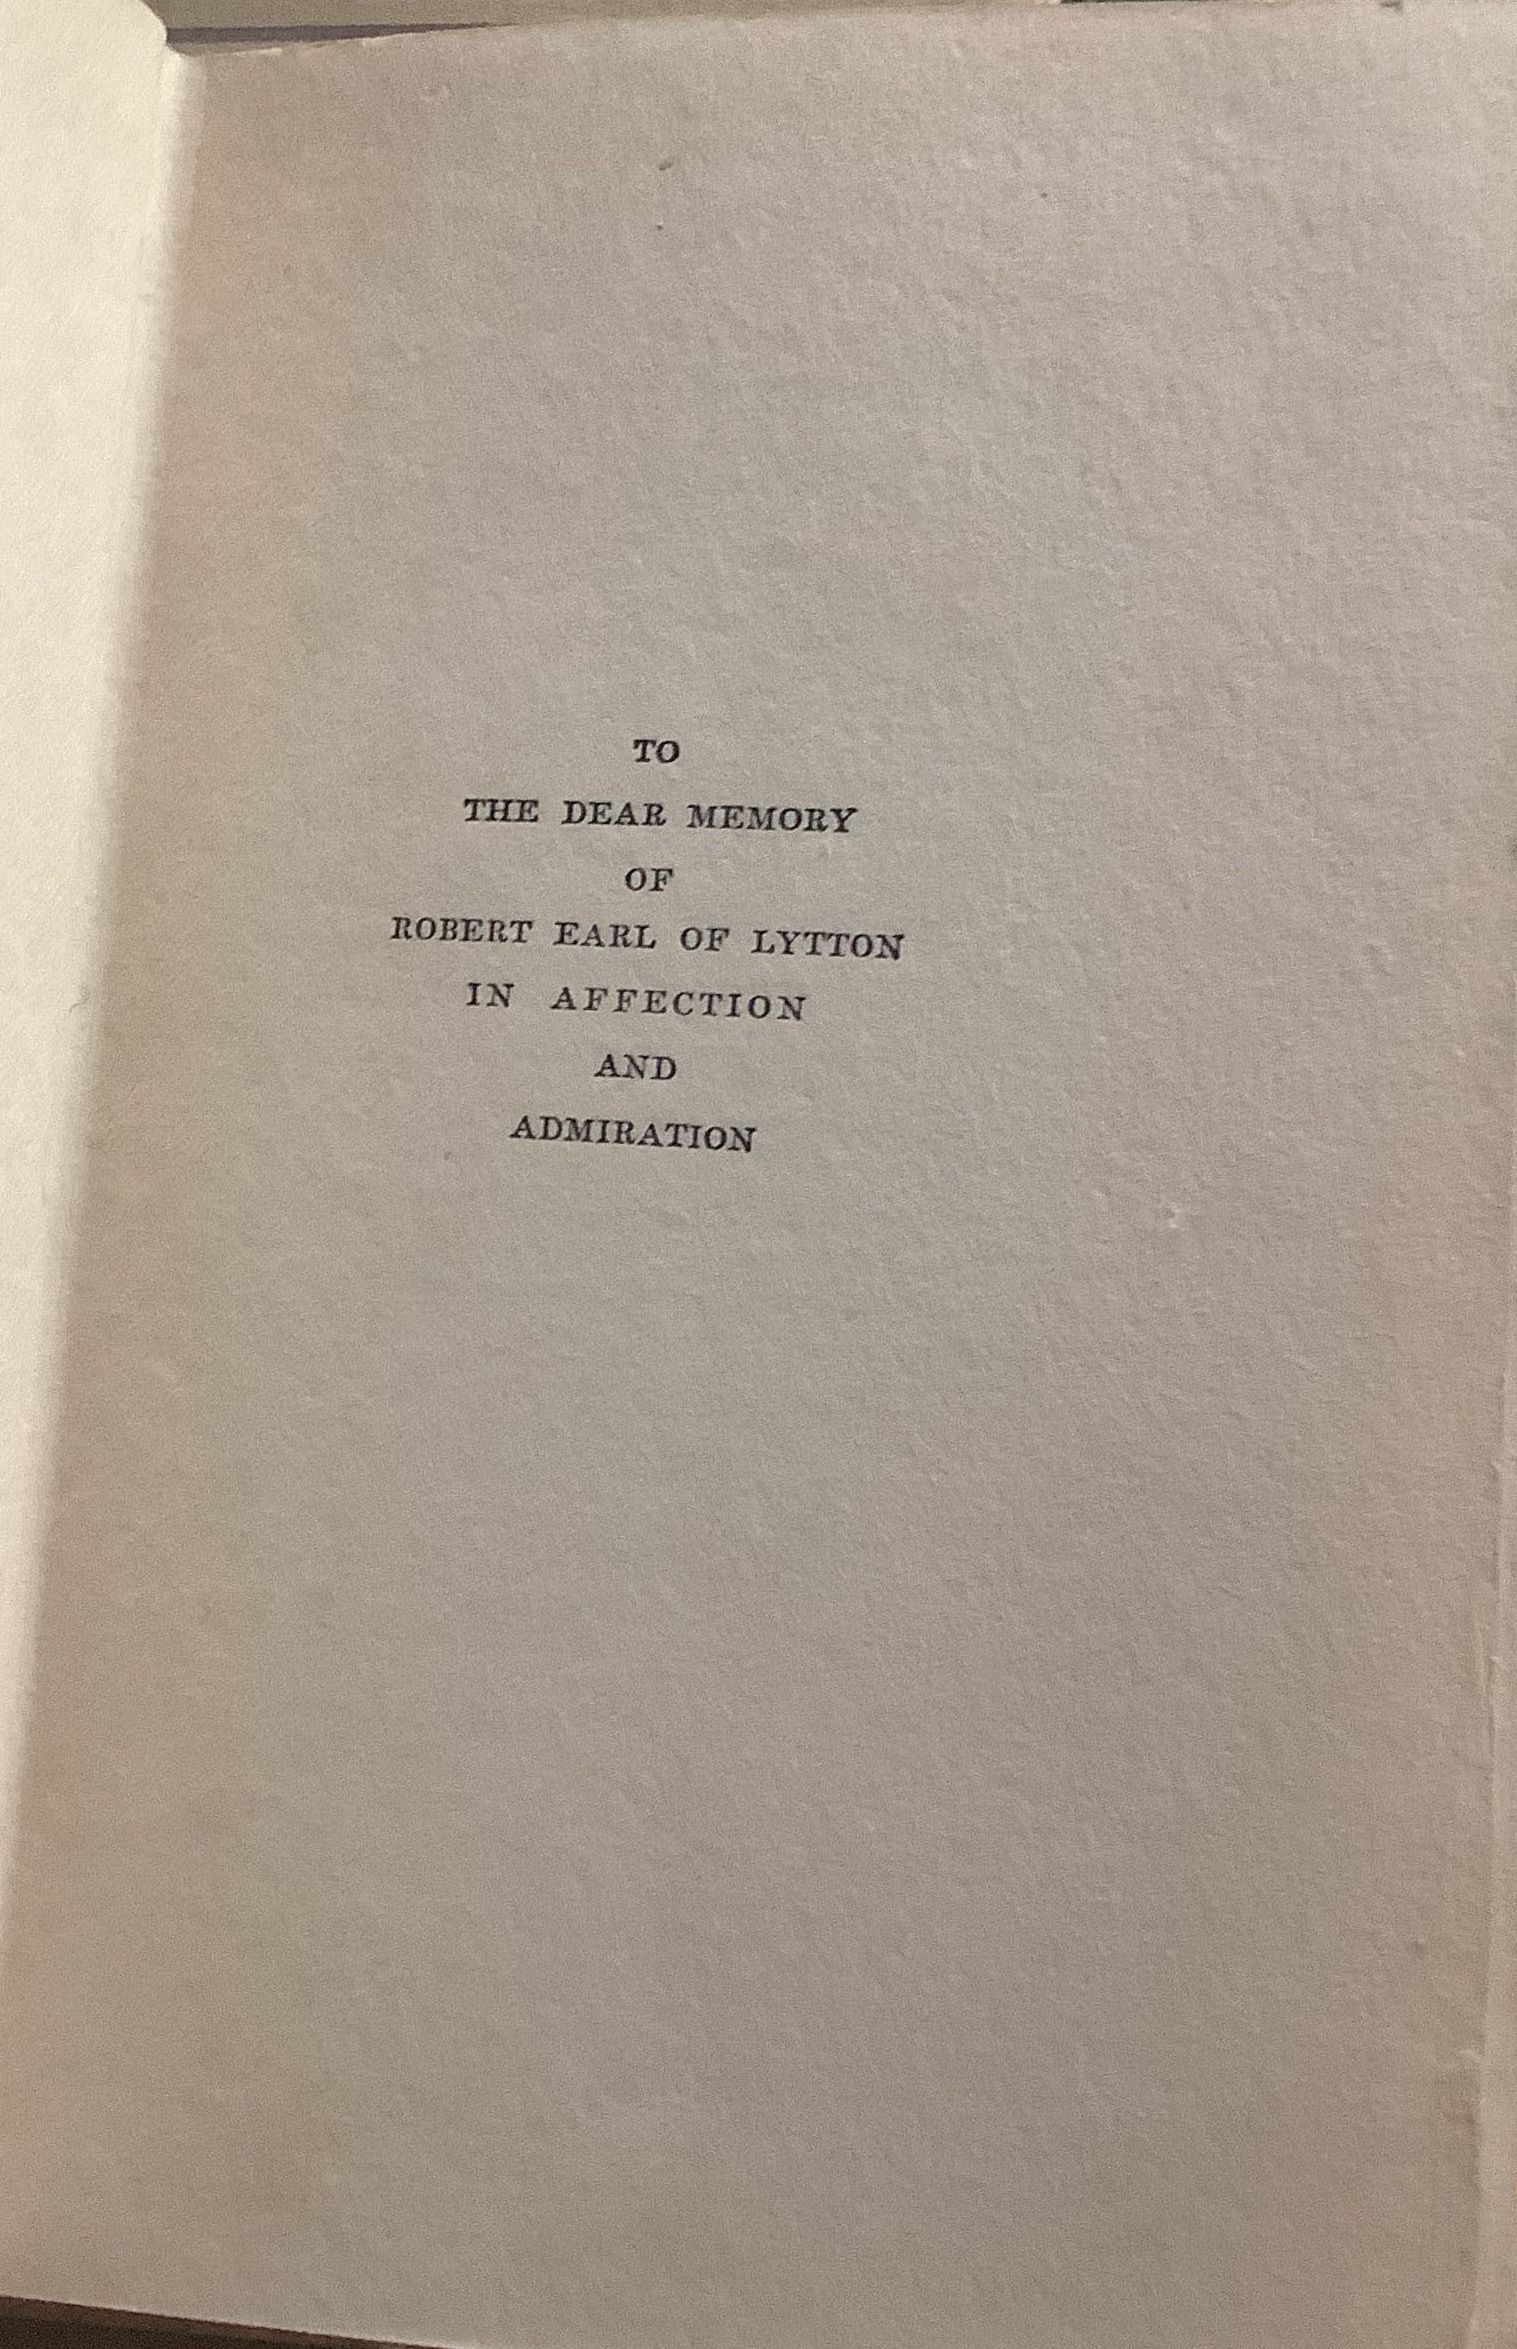 TO
THE DEAR MEMORY
OF
ROBERT EARL OF LYTTON
IN AFFECTION
AND
ADMIRATION